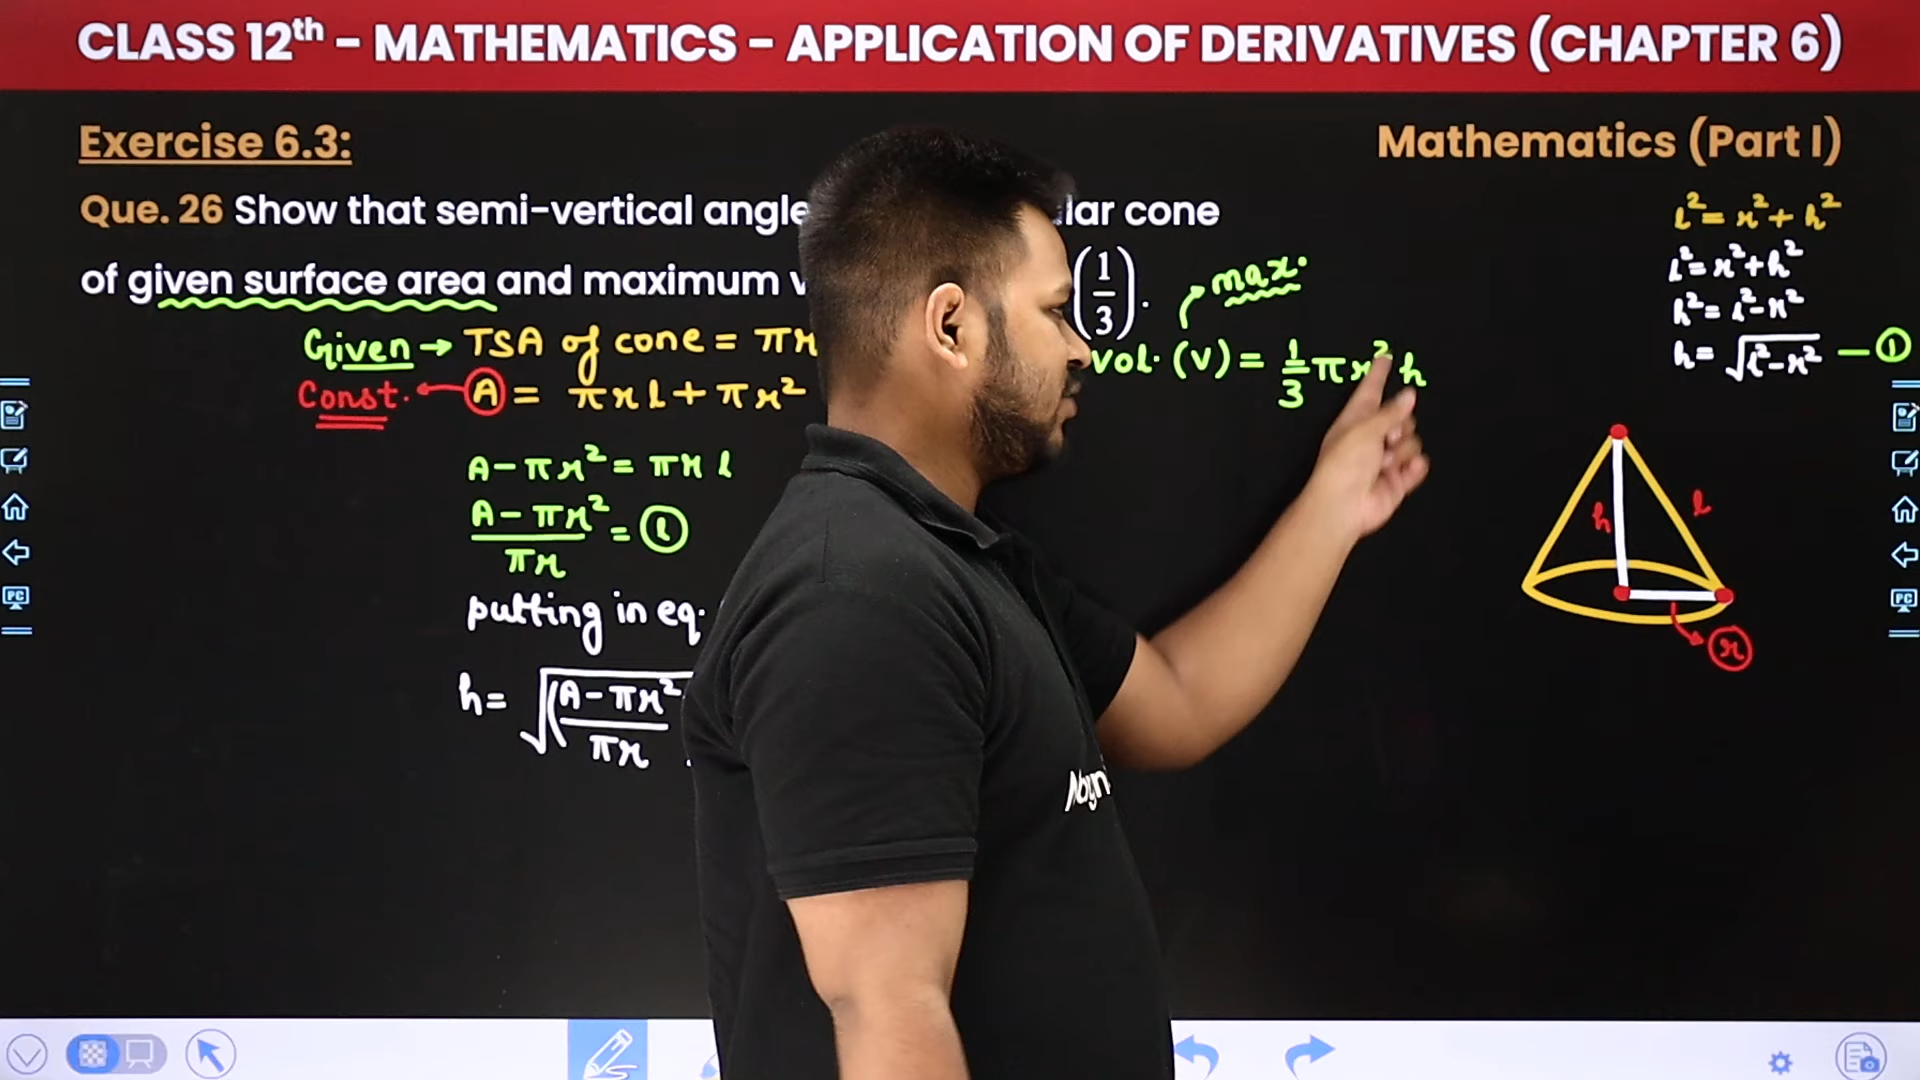 CLASS 12th - MATHEMATICS - APPLICATION OF DERIVATIVES (CHAPTER 6)
Exercise 6.3:
Mathematics (Part I)
Que. 26 Show that semi-vertical angle lar cone
of given surface area and maximum v (1/3).
max.
Given → TSA of cone = πr
vol. (V) = 1/3 πr²h
Const. ← A = πrl + πr²
A - πr² = πrl
(A - πr²)/πr = l
putting in eq.
h = √((A - πr²)/πr
l² = r² + h²
l² = r² + h²
h² = l² - r²
h = √(l² - r²) — ①
h
l
r
PC
PC